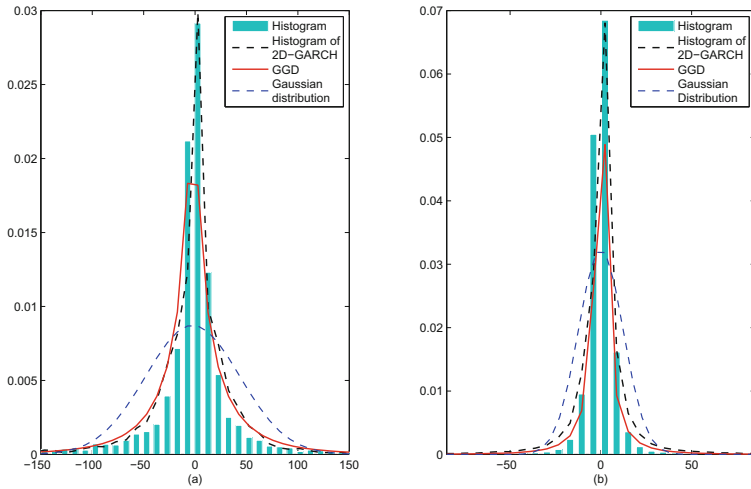 0.03
0.025
0.02
0.015
0.01
0.005
0
−150
−100
−50
0
50
100
150
(a)
Histogram
Histogram of
2D-GARCH
GGD
Gaussian
distribution
0.07
0.06
0.05
0.04
0.03
0.02
0.01
0
−50
0
50
(b)
Histogram
Histogram of
2D-GARCH
GGD
Gaussian
Distribution